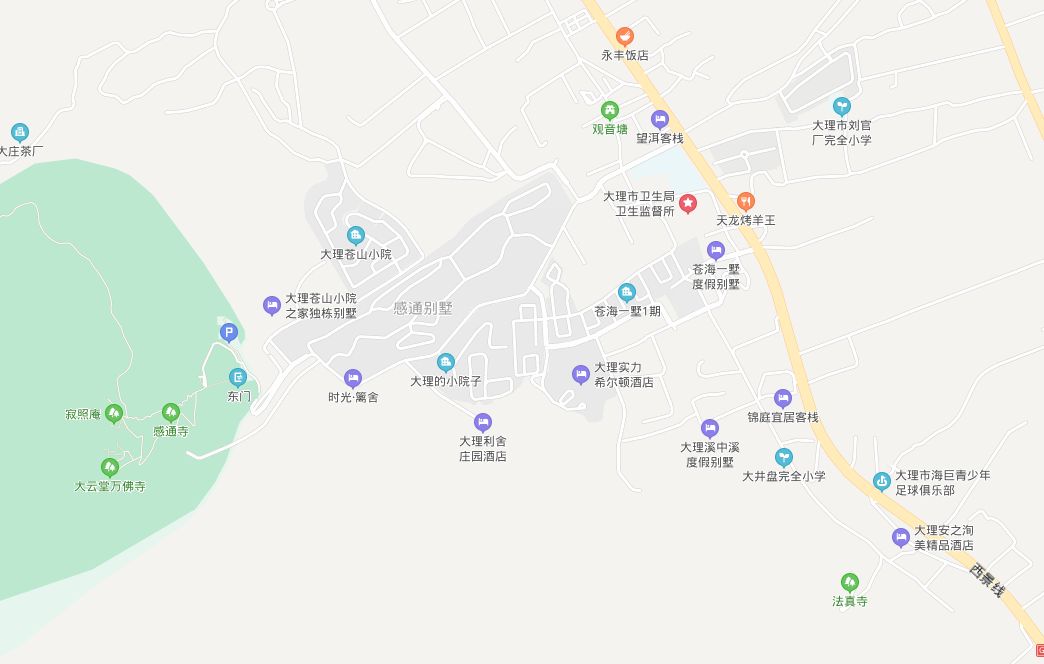 永丰饭店
观音塘
望洱客栈
大理市刘官
厂完全小学
大庄茶厂
大理市卫生局
卫生监督所
天龙烤羊王
大理苍山小院
苍海一墅
度假别墅
大理苍山小院
之家独栋别墅
感通别墅
苍海一墅1期
P
东门
时光·篱舍
大理的小院子
大理实力
希尔顿酒店
寂照庵
感通寺
锦庭宜居客栈
大理利舍
庄园酒店
大理溪中溪
度假别墅
大云堂万佛寺
大井盘完全小学
大理市海巨青少年
足球俱乐部
大理安之洵
美精品酒店
西景线
法真寺